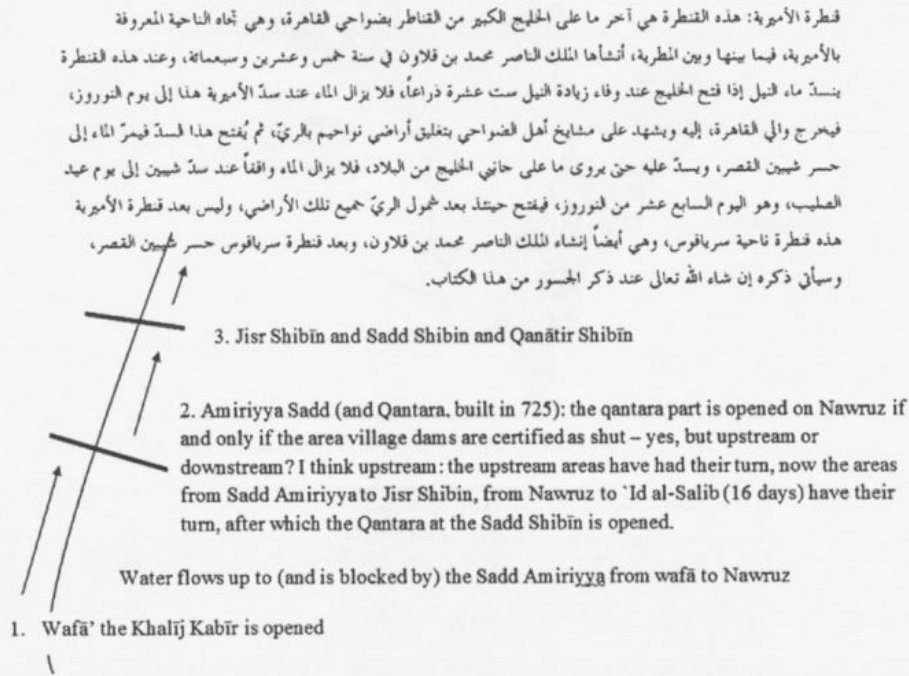 قنطرة الأميرية: هذه القنطرة هي آخر ما على الخليج الكبير من القناطر بضواحي القاهرة، وهي تجاه الناحية المعروفة
بالأميرية، فيما بينها وبين المطرية، أنشأها الملك الناصر محمد بن قلاون في سنة خمس وعشرين وسبعمائة، وعند هذه القنطرة
ينسدّ ماء النيل إذا فتح الخليج عند وفاء زيادة النيل ست عشرة ذراعاً، فلا يزال الماء عند سدّ الأميرية هذا إلى يوم النوروز،
فيخرج والي القاهرة، إليه ويشهد على مشايخ أهل الضواحي بتغليق أراضي نواحيم بالريّ، ثم يُفتح هذا السدّ فيمرّ الماء إلى
حسر شيبين القصر، ويسدّ عليه حتى يروى ما على جانبي الخليج من البلاد، فلا يزال الماء واقفاً عند سدّ شيبين إلى يوم عيد
الصليب، وهو اليوم السابع عشر من النوروز، فيفتح حينئذ بعد شمول الريّ جميع تلك الأراضي، وليس بعد قنطرة الأميرية
هذه قنطرة ناحية سرياقوس، وهي أيضاً إنشاء الملك الناصر محمد بن قلاون، وبعد قنطرة سرياقوس حسر شيبين القصر،
وسيأتي ذكره إن شاء الله تعالى عند ذكر الجسور من هذا الكتاب.
3. Jisr Shibīn and Sadd Shibin and Qanātir Shibīn
2. Amiriyya Sadd (and Qantara, built in 725): the qantara part is opened on Nawruz if
and only if the area village dams are certified as shut – yes, but upstream or
downstream? I think upstream: the upstream areas have had their turn, now the areas
from Sadd Amiriyya to Jisr Shibin, from Nawruz to `Id al-Salib (16 days) have their
turn, after which the Qantara at the Sadd Shibīn is opened.
Water flows up to (and is blocked by) the Sadd Amiriyya from wafā to Nawruz
1. Wafā' the Khalīj Kabīr is opened